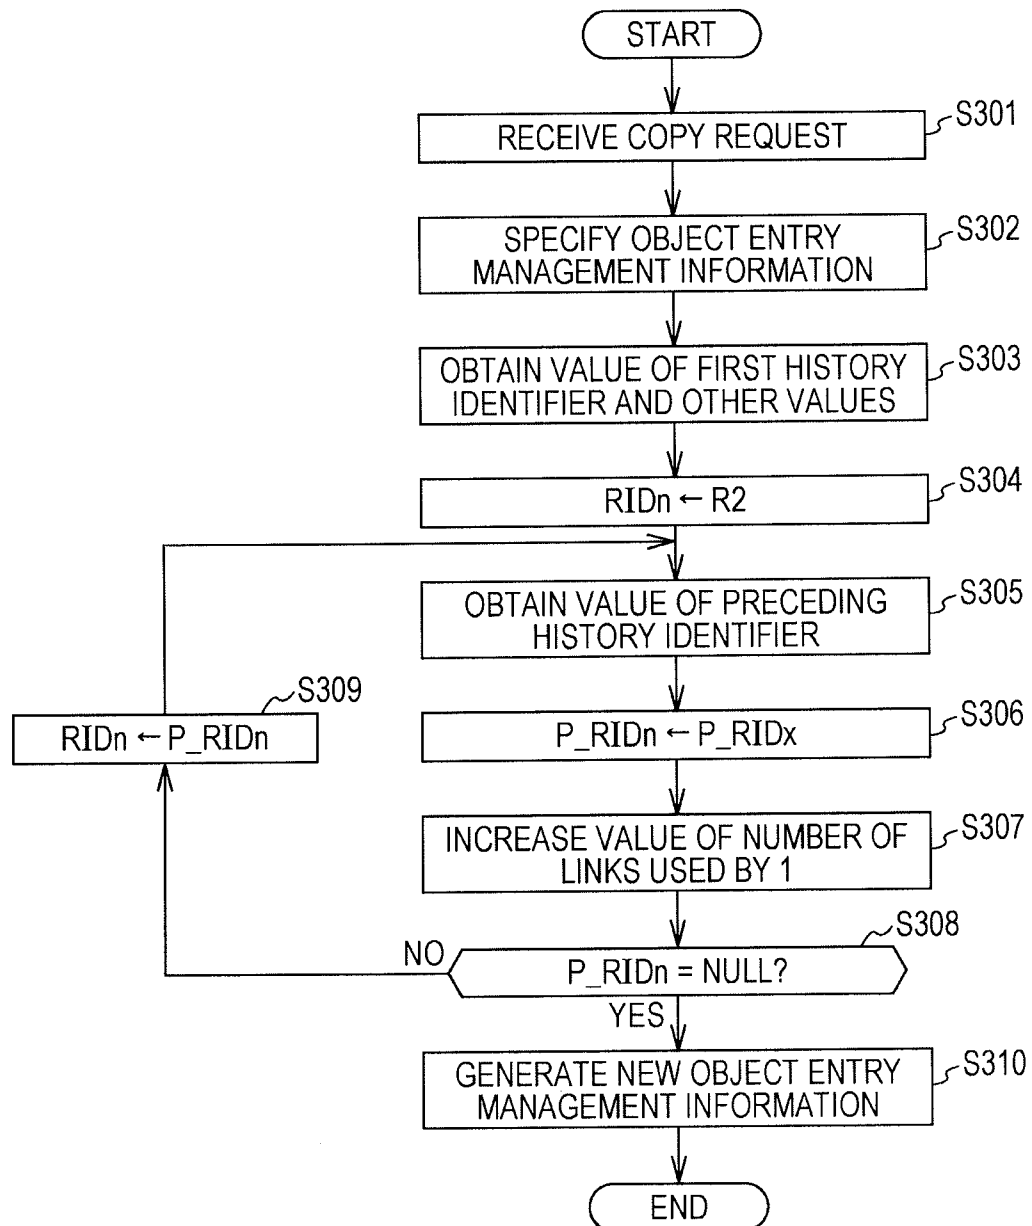 START
RECEIVE COPY REQUEST
S301
SPECIFY OBJECT ENTRY
MANAGEMENT INFORMATION
S302
OBTAIN VALUE OF FIRST HISTORY
IDENTIFIER AND OTHER VALUES
S303
RIDn ← R2
S304
OBTAIN VALUE OF PRECEDING
HISTORY IDENTIFIER
S305
P_RIDn ← P_RIDx
S306
RIDn ← P_RIDn
S309
INCREASE VALUE OF NUMBER OF
LINKS USED BY 1
S307
P_RIDn = NULL?
S308
NO
YES
GENERATE NEW OBJECT ENTRY
MANAGEMENT INFORMATION
S310
END